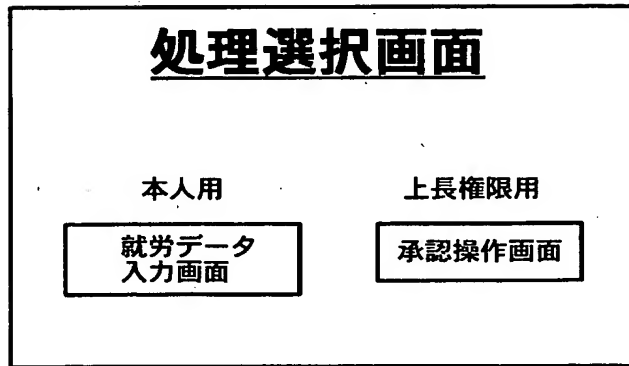 処理選択画面
本人用
上長権限用
就労データ
入力画面
承認操作画面